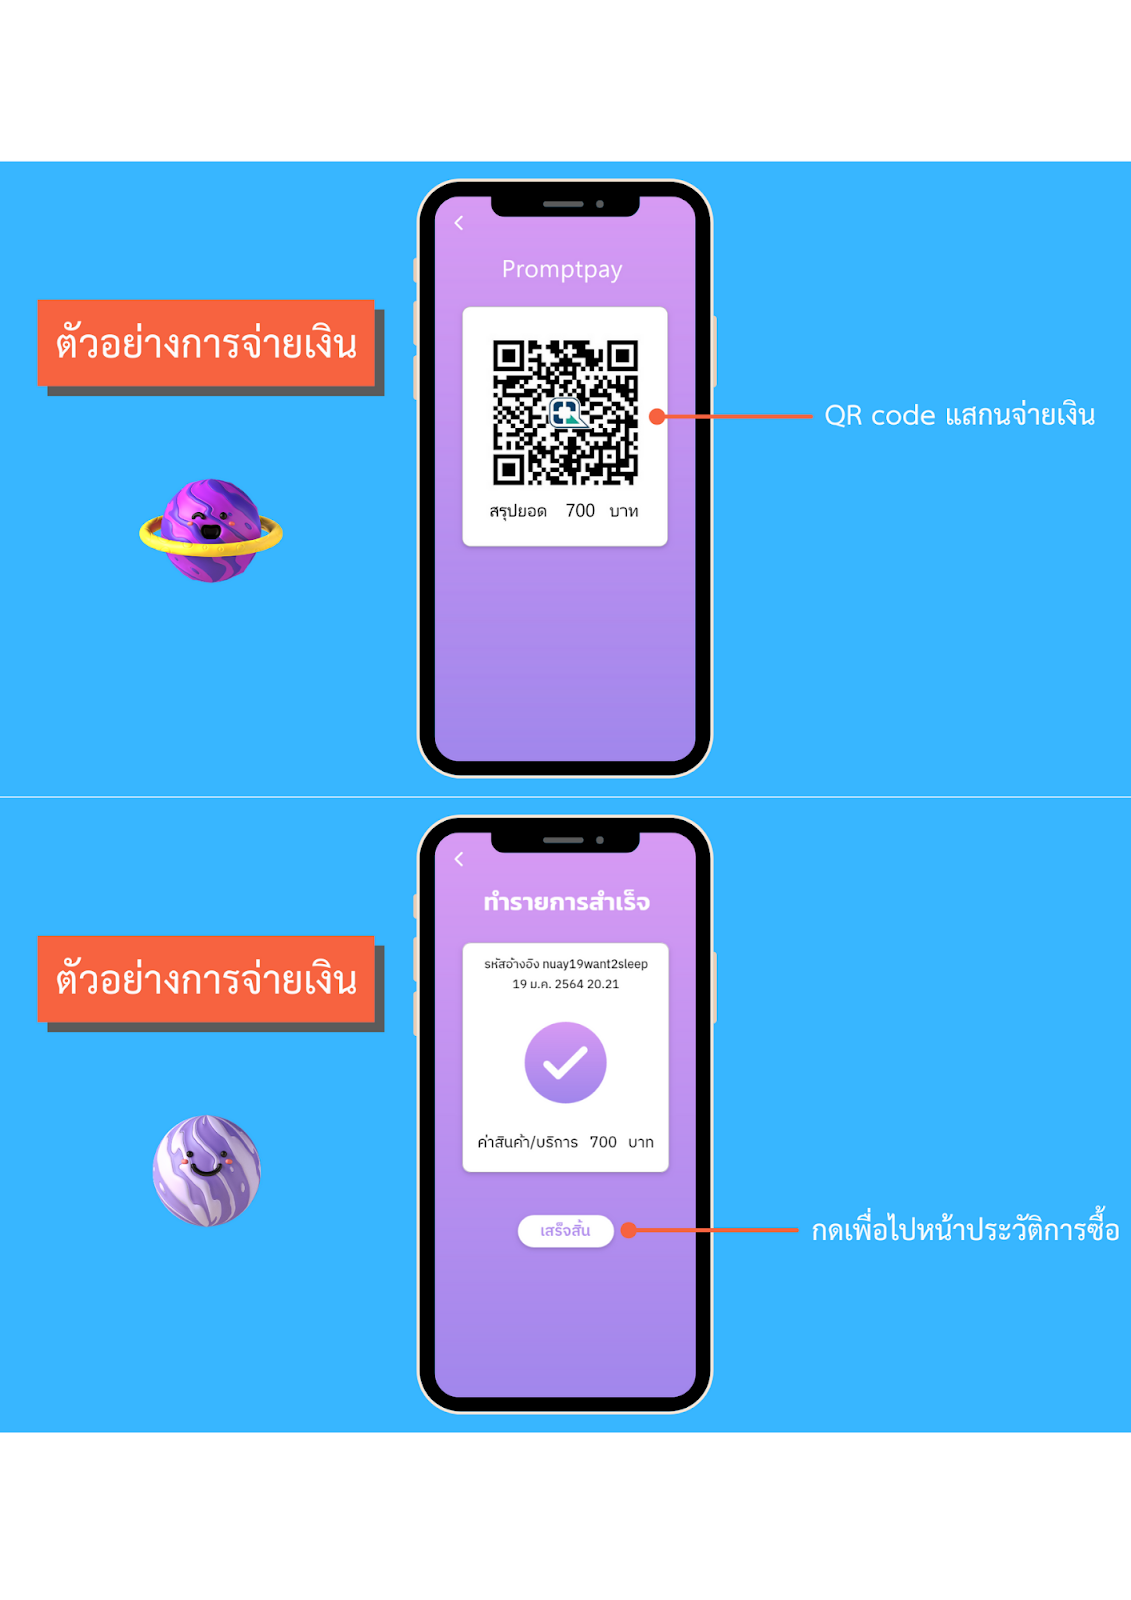 ตัวอย่างการจ่ายเงิน
Promptpay
QR code แสกนจ่ายเงิน
สรุปยอด 700 บาท
ตัวอย่างการจ่ายเงิน
ทำรายการสำเร็จ
รหัสอ้างอิง nuay19want2sleep
19 ม.ค. 2564 20.21
ค่าสินค้า/บริการ 700 บาท
เสร็จสิ้น
กดเพื่อไปหน้าประวัติการซื้อ